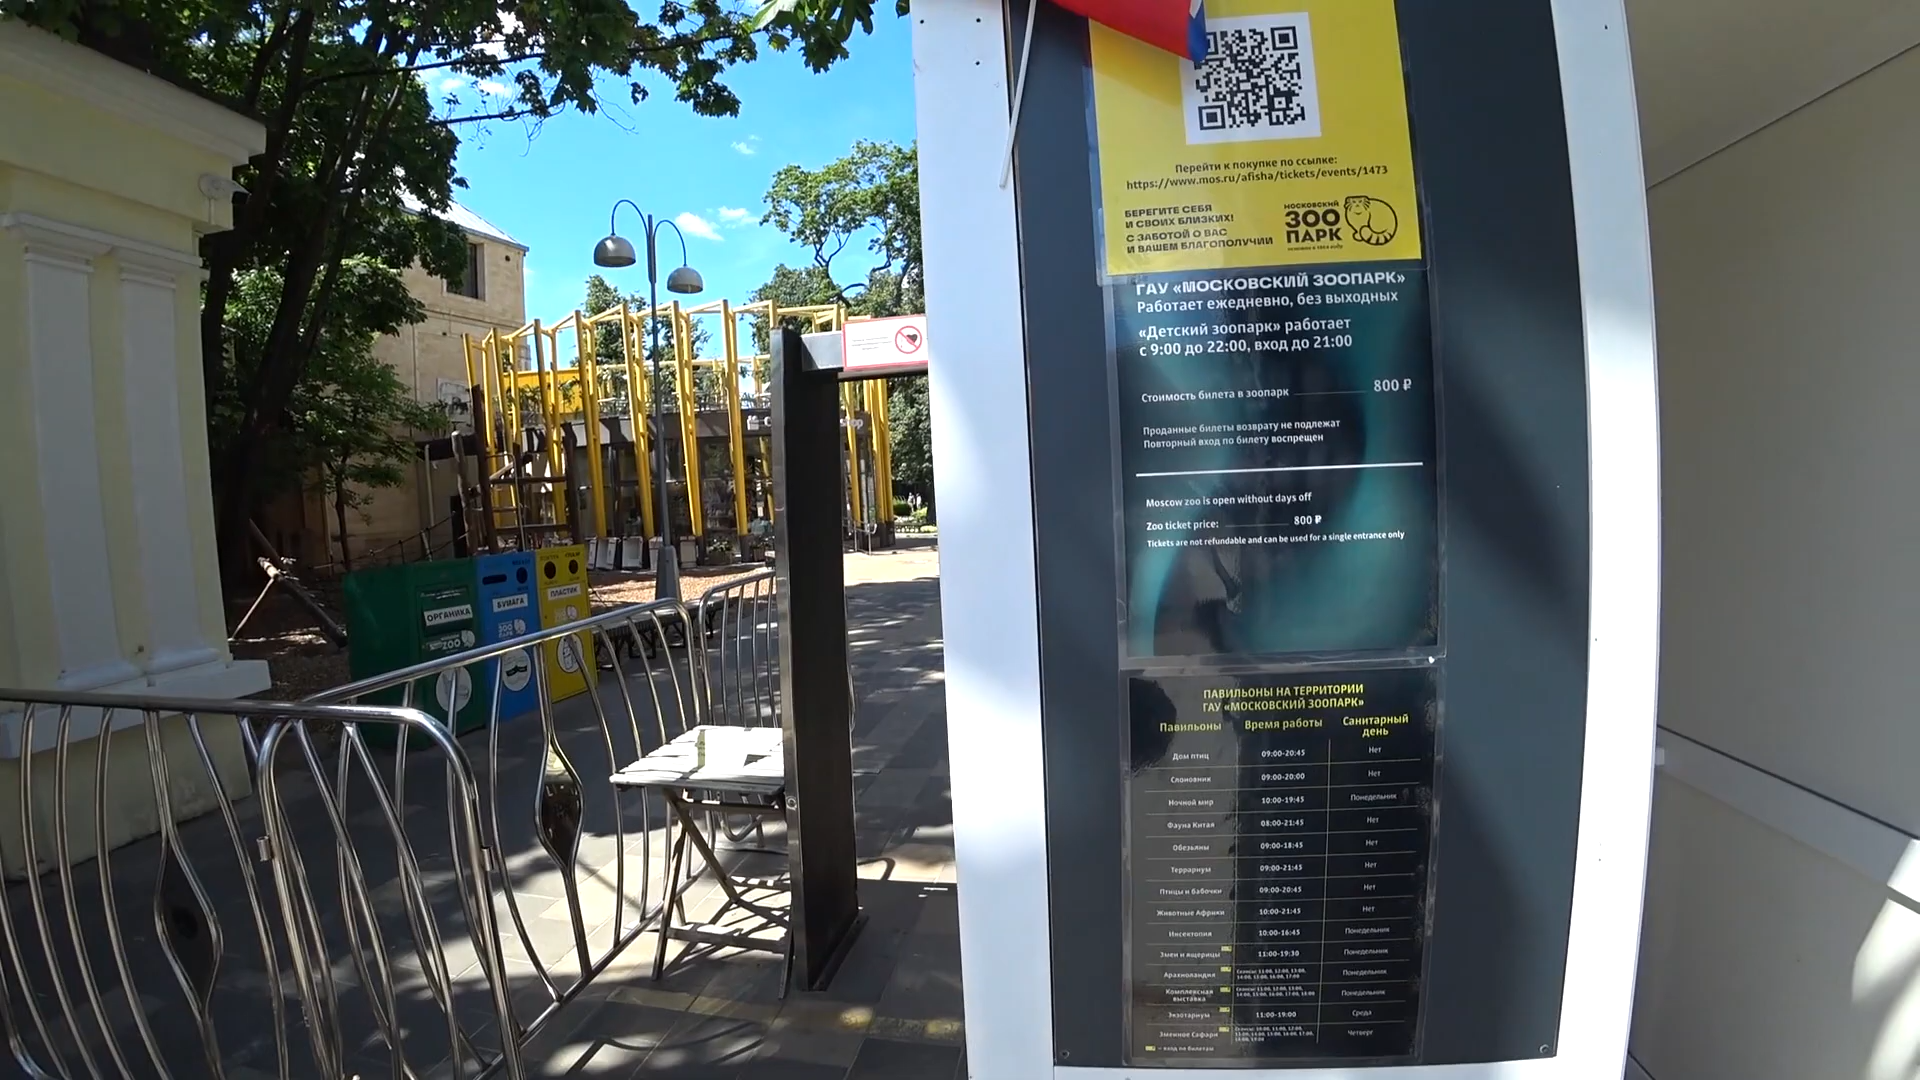 Перейти к покупке по ссылке:
https://www.mos.ru/afisha/tickets/events/1473
БЕРЕГИТЕ СЕБЯ
И СВОИХ БЛИЗКИХ!
С ЗАБОТОЙ О ВАС
И ВАШЕМ БЛАГОПОЛУЧИИ
МОСКОВСКИЙ
ЗОО
ПАРК
ГАУ «МОСКОВСКИЙ ЗООПАРК»
Работает ежедневно, без выходных
«Детский зоопарк» работает
с 9:00 до 22:00, вход до 21:00
Стоимость билета в зоопарк 800 ₽
Проданные билеты возврату не подлежат
Повторный вход по билету воспрещен
Moscow zoo is open without days off
Zoo ticket price: 800 ₽
Tickets are not refundable and can be used for a single entrance only
ПАВИЛЬОНЫ НА ТЕРРИТОРИИ
ГАУ «МОСКОВСКИЙ ЗООПАРК»
Павильоны Время работы Санитарный день
Дом птиц 09:00-20:45 Нет
Слоновник 09:00-20:00 Нет
Ночной мир 10:00-19:45 Понедельник
Фауна Китая 08:00-21:45 Нет
Обезьяны 09:00-18:45 Нет
Террариум 09:00-21:45 Нет
Птицы и бабочки 09:00-20:45 Нет
Животные Африки 10:00-21:45 Нет
Инсектопия 10:00-16:45 Понедельник
Змеи и ящерицы 11:00-19:30 Понедельник
Арахноландия Понедельник
Комплексная выставка Понедельник
Экзотариум 11:00-19:00 Среда
Змеиное Сафари Четверг
– вход по билетам
ОРГАНИКА
БУМАГА
ПЛАСТИК